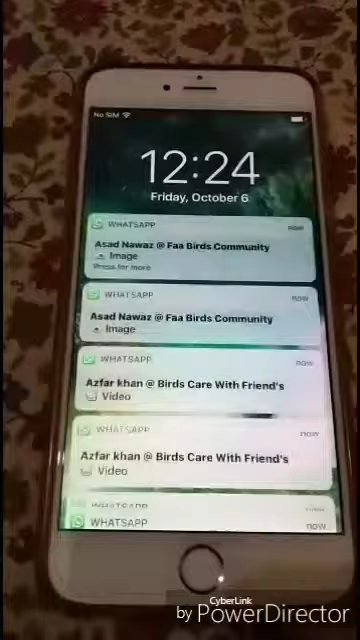 No SIM
12:24
Friday, October 6
WHATSAPP
now
Asad Nawaz @ Faa Birds Community
Image
Press for more
WHATSAPP
now
Asad Nawaz @ Faa Birds Community
Image
WHATSAPP
now
Azfar khan @ Birds Care With Friend's
Video
WHATSAPP
now
Azfar khan @ Birds Care With Friend's
Video
WHATSAPP
now
CyberLink
by PowerDirector